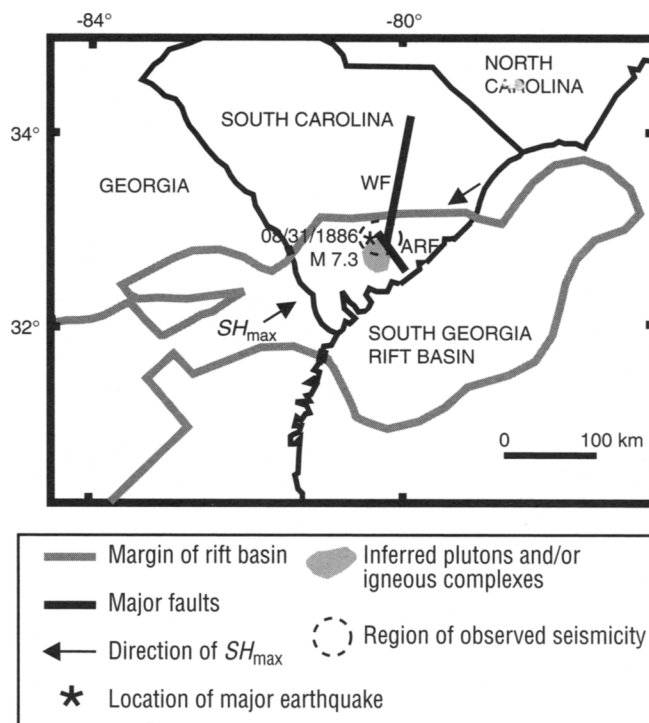 -84°
-80°
NORTH
CAROLINA
SOUTH CAROLINA
34°
GEORGIA
WF
08/31/1886
M 7.3
ARF
32°
SHmax
SOUTH GEORGIA
RIFT BASIN
0 100 km
Margin of rift basin
Inferred plutons and/or
igneous complexes
Major faults
Region of observed seismicity
Direction of SHmax
Location of major earthquake